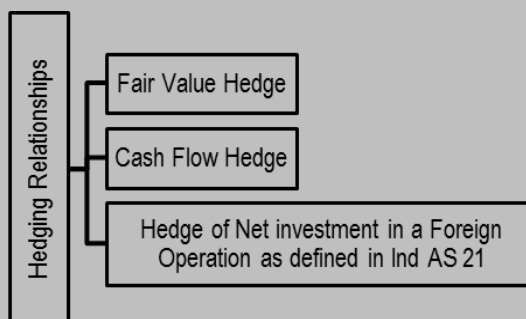 Hedging Relationships
Fair Value Hedge
Cash Flow Hedge
Hedge of Net investment in a Foreign
Operation as defined in Ind AS 21